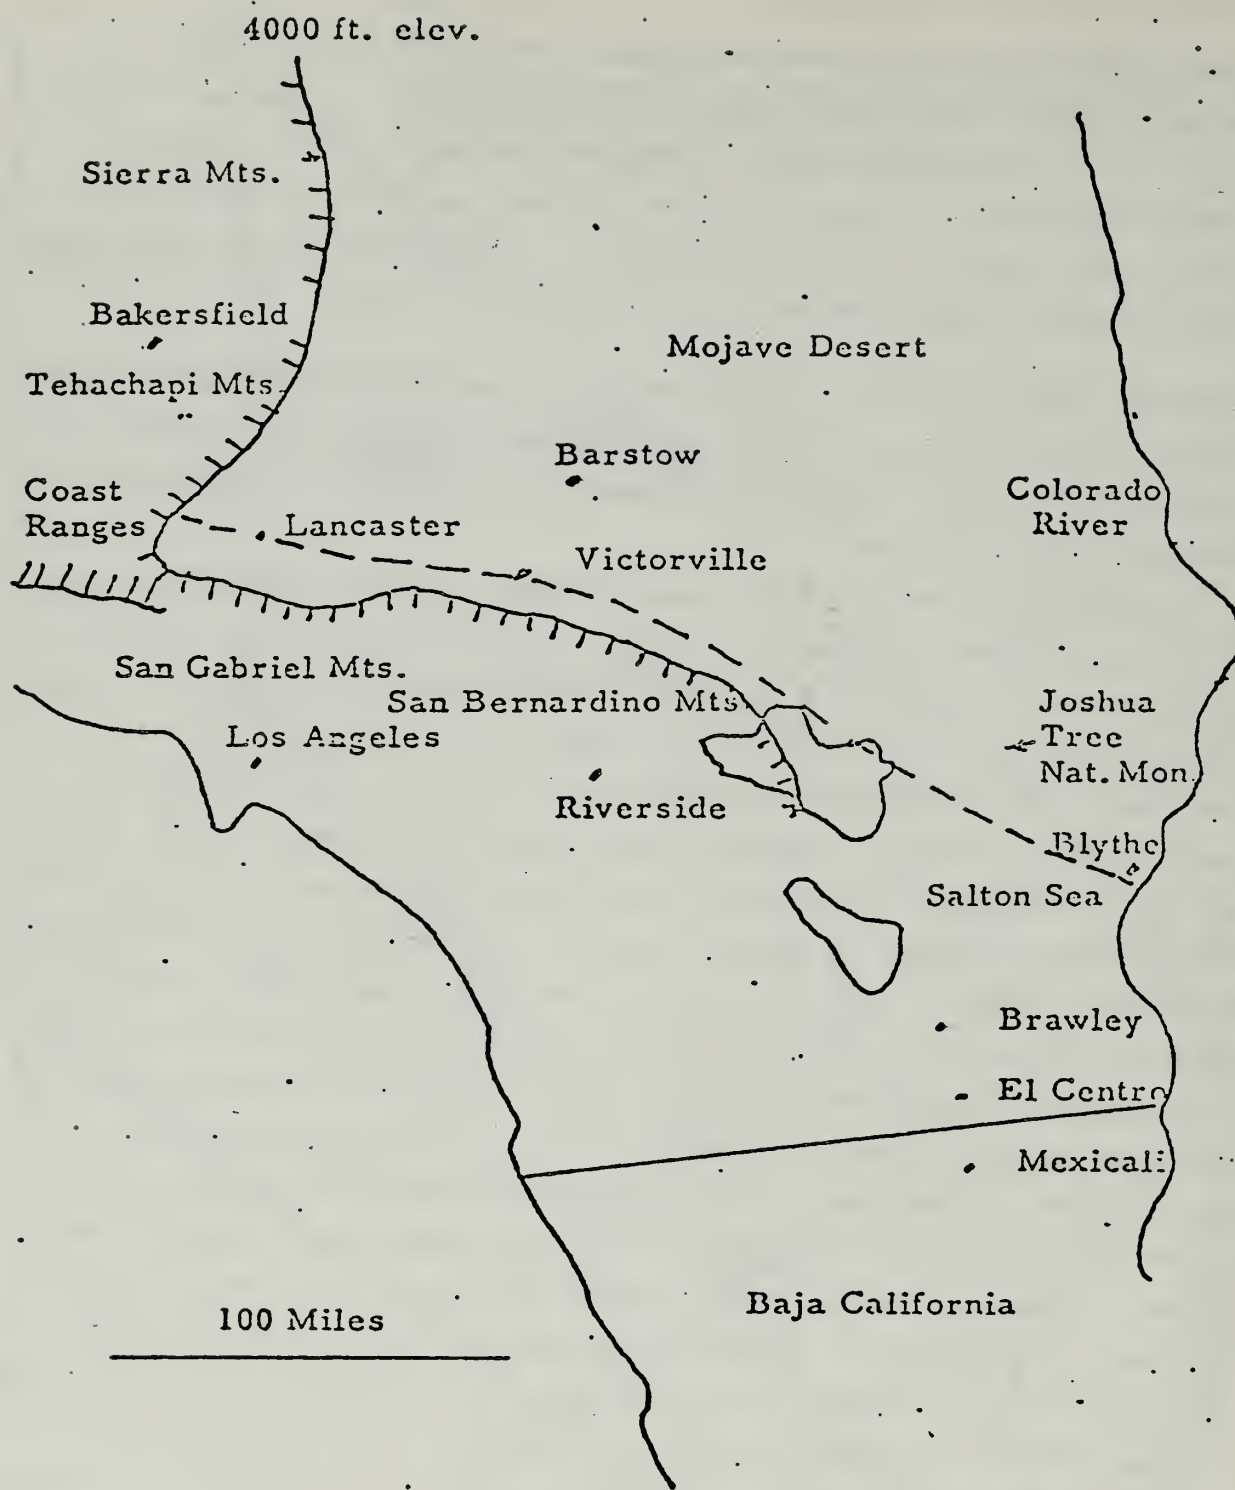 4000 ft. elev.
Sierra Mts.
Bakersfield
Mojave Desert
Tehachapi Mts.
Barstow
Coast
Ranges
Colorado
River
Lancaster
Victorville
San Gabriel Mts.
San Bernardino Mts
Joshua
Tree
Nat. Mon.
Los Angeles
Riverside
Blythe
Salton Sea
Brawley
El Centro
Mexicali
Baja California
100 Miles